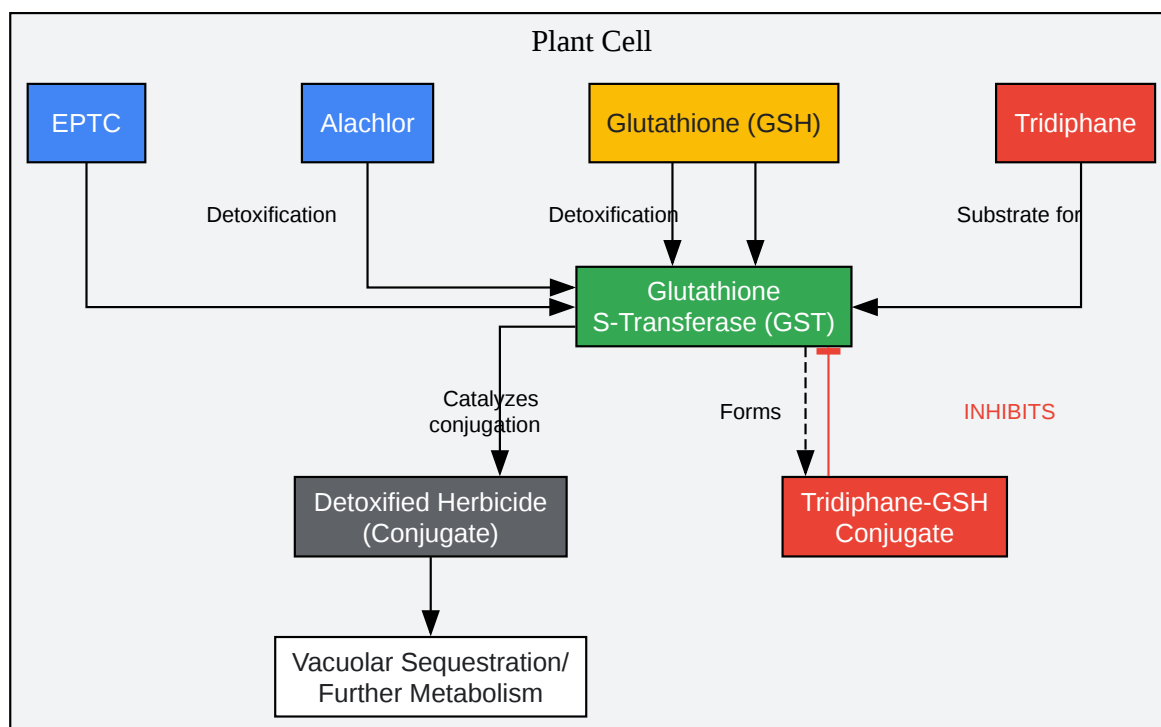 Plant Cell
EPTC
Alachlor
Glutathione (GSH)
Tridiphane
Detoxification
Detoxification
Substrate for
Glutathione
S-Transferase (GST)
Catalyzes
conjugation
Forms
INHIBITS
Detoxified Herbicide
(Conjugate)
Tridiphane-GSH
Conjugate
Vacuolar Sequestration/
Further Metabolism